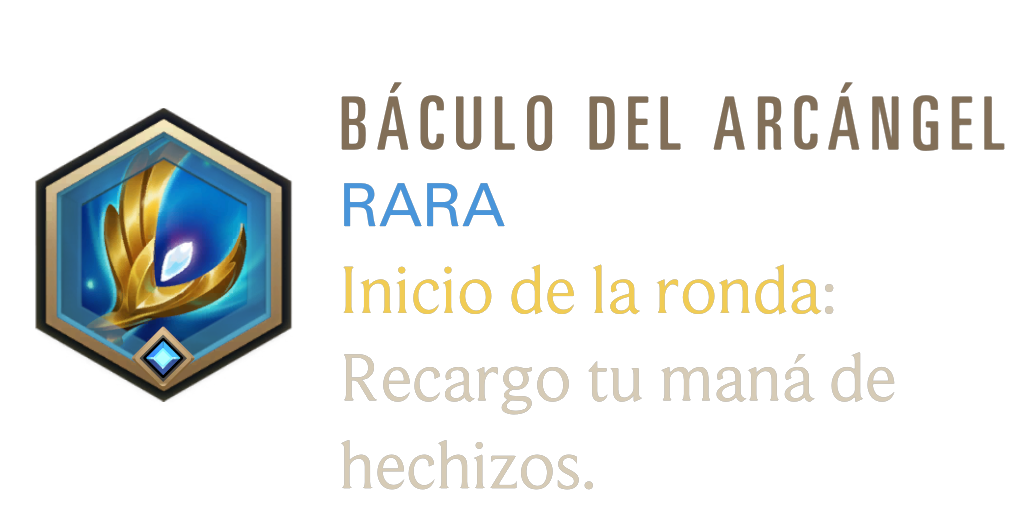 BÁCULO DEL ARCÁNGEL
RARA
Inicio de la ronda:
Recargo tu maná de
hechizos.